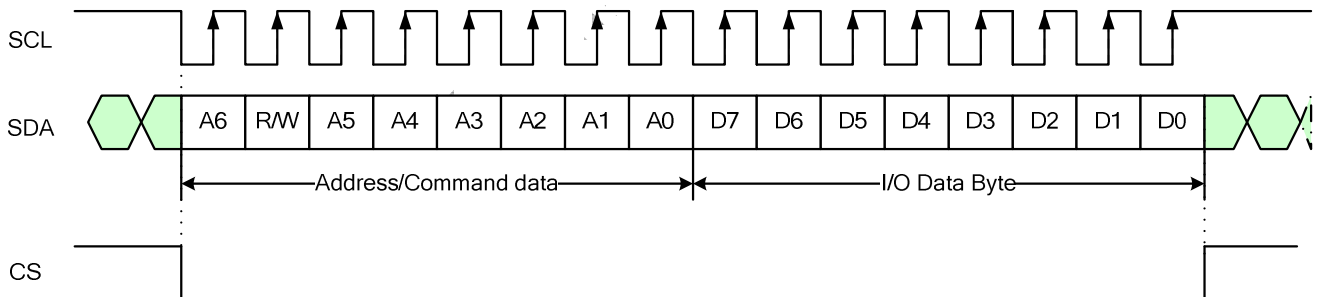 SCL
SDA A6 R/W A5 A4 A3 A2 A1 A0 D7 D6 D5 D4 D3 D2 D1 D0
Address/Command data I/O Data Byte
CS